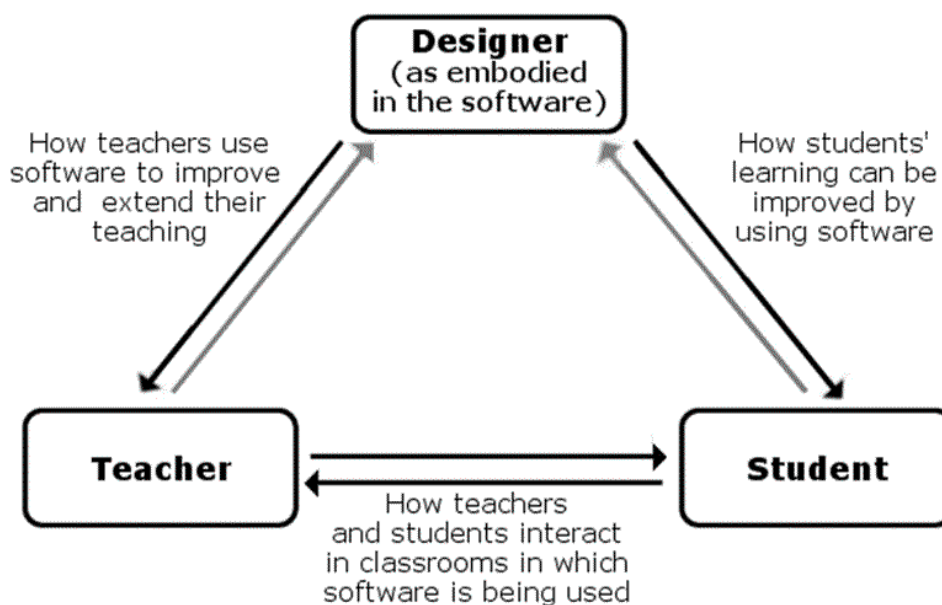 Designer
(as embodied
in the software)
How teachers use
software to improve
and extend their
teaching
How students'
learning can be
improved by
using software
Teacher
Student
How teachers
and students interact
in classrooms in which
software is being used